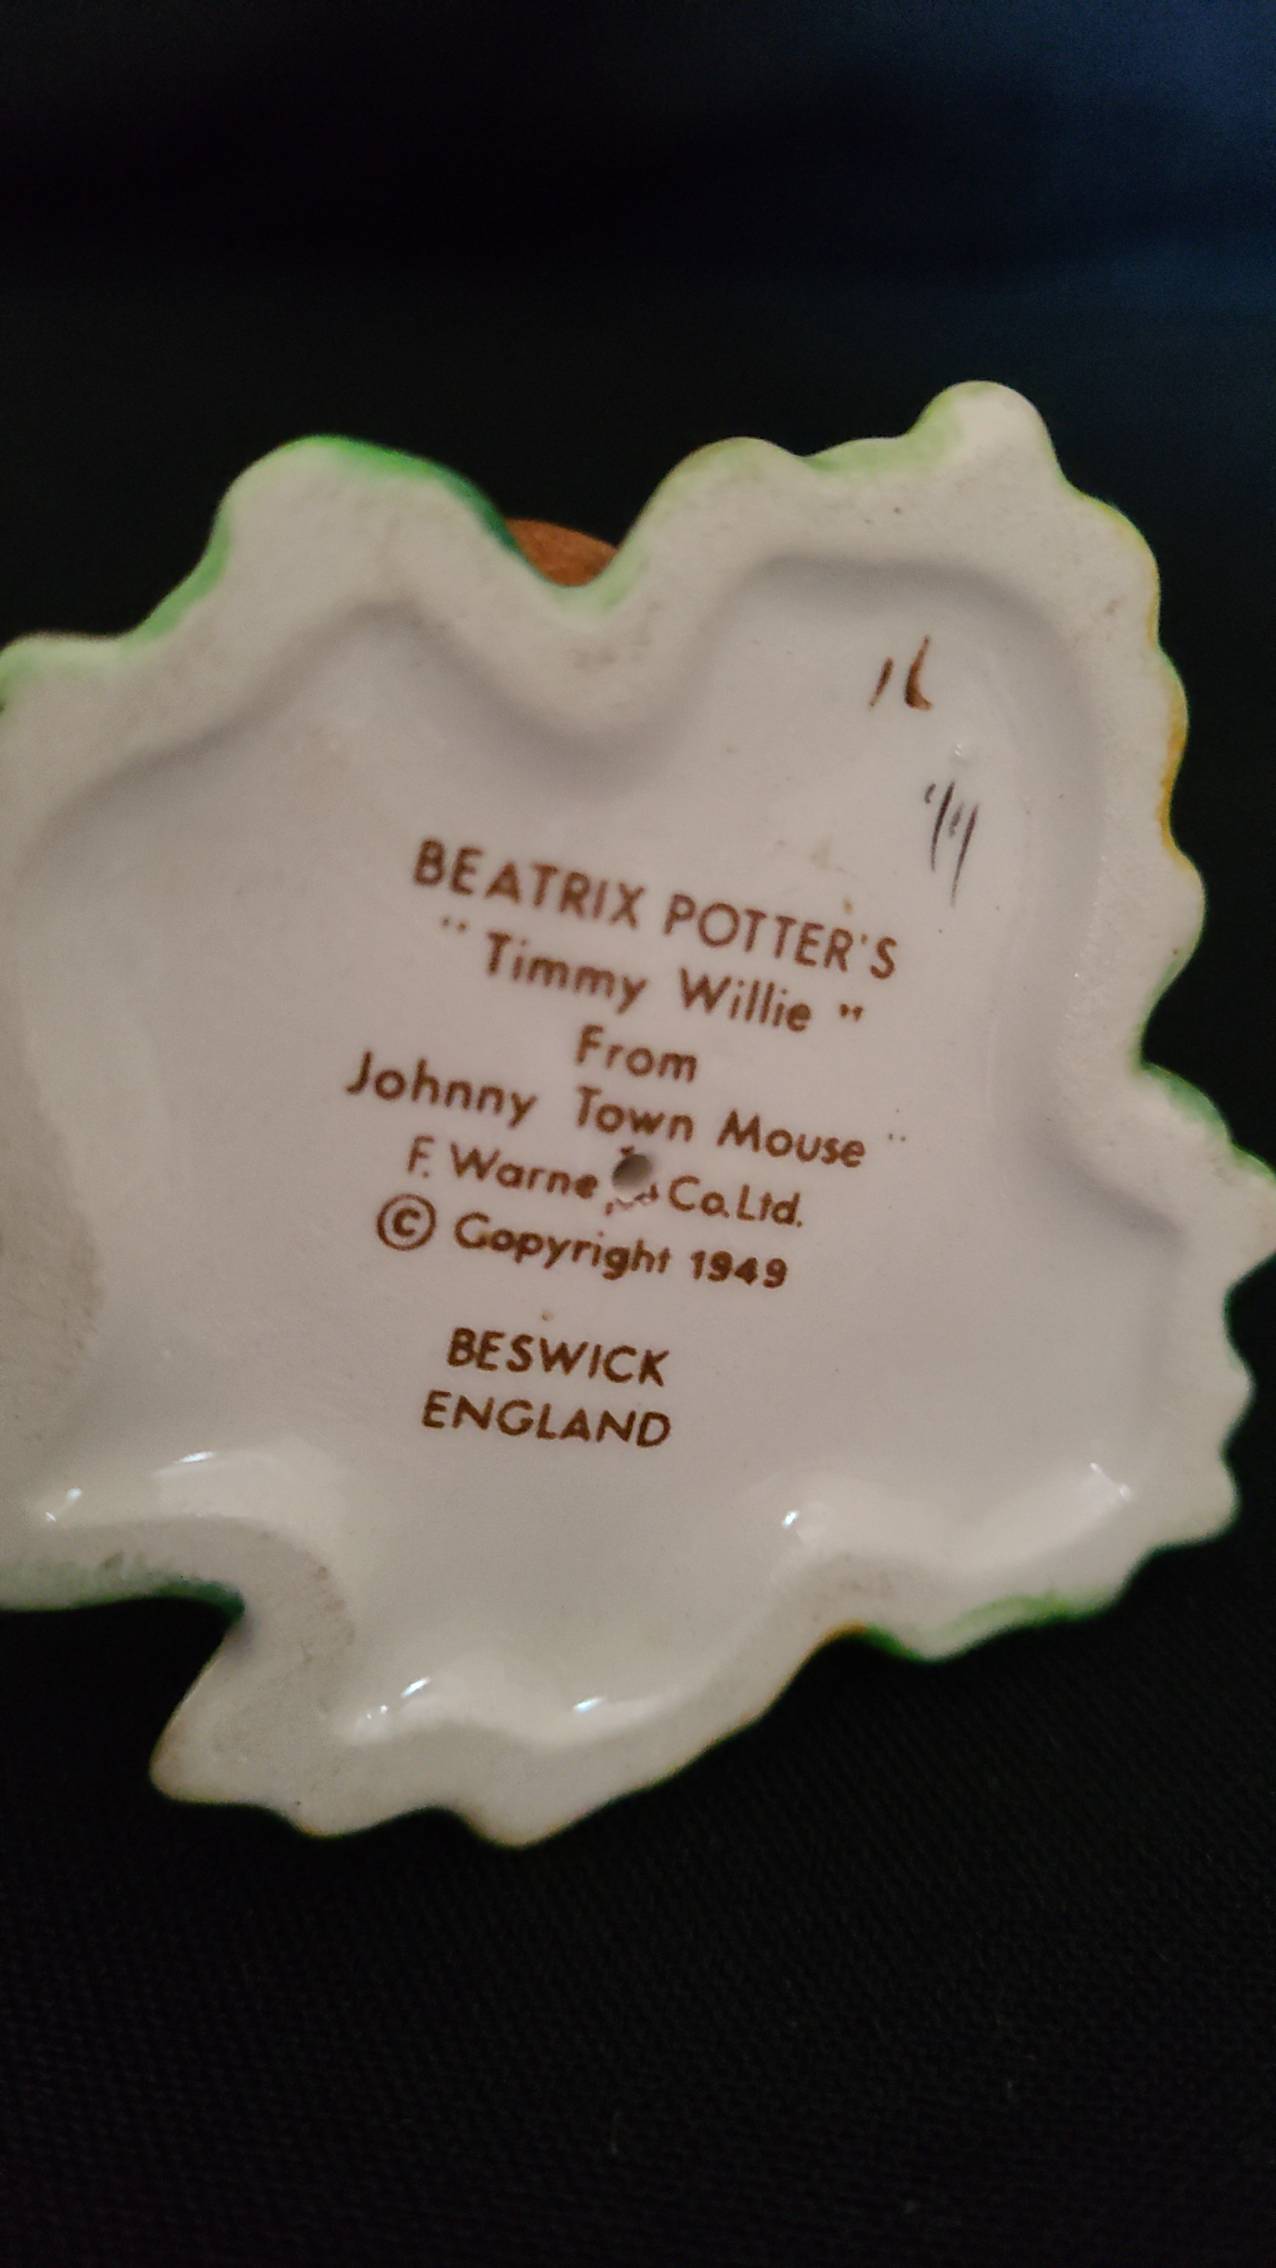 BEATRIX POTTER'S
"Timmy Willie"
From
Johnny Town Mouse"
F. Warne Co. Ltd.
© Copyright 1949
BESWICK
ENGLAND